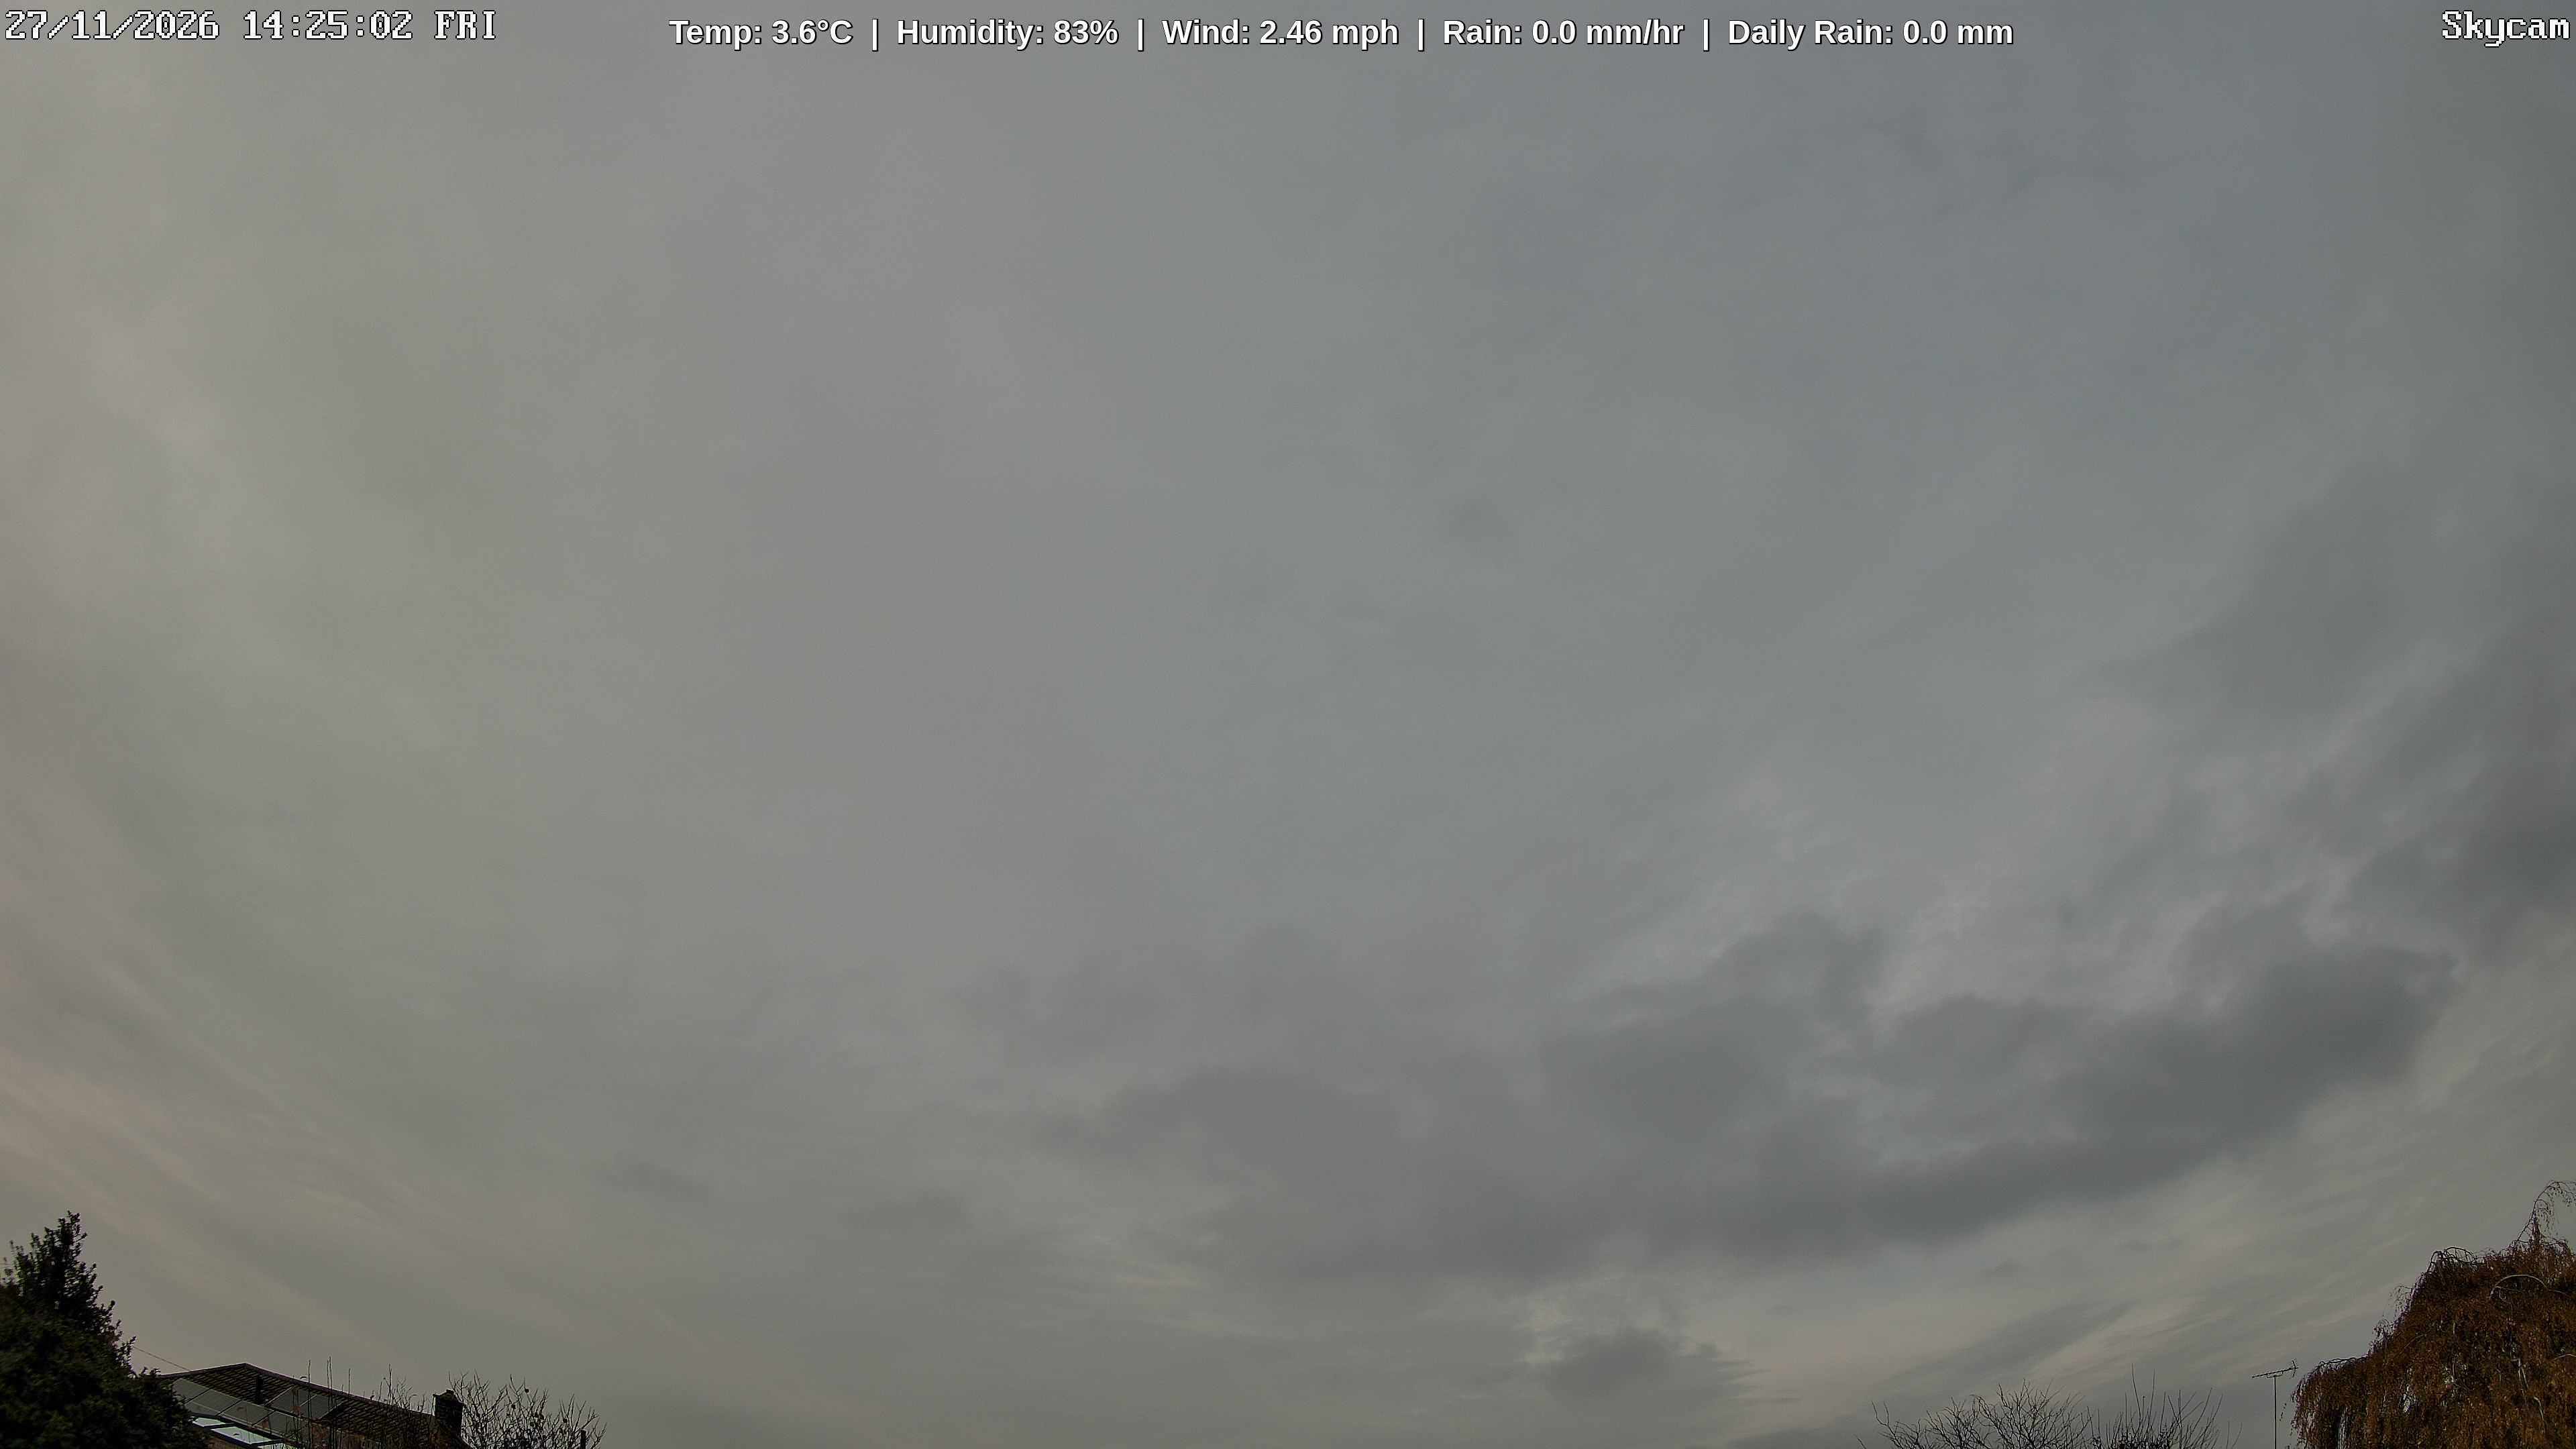 27/11/2026 14:25:02 FRI
Temp: 3.6°C | Humidity: 83% | Wind: 2.46 mph | Rain: 0.0 mm/hr | Daily Rain: 0.0 mm
Skycam